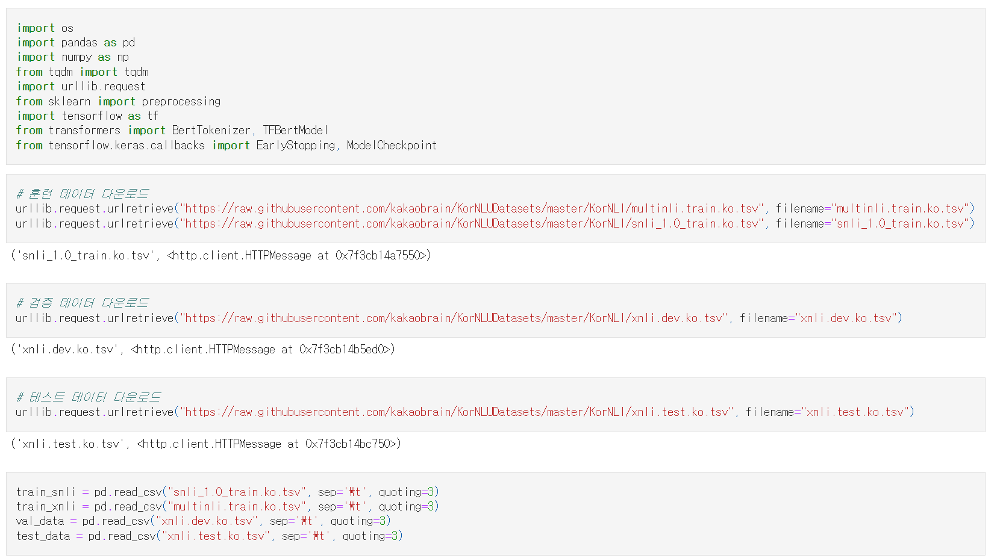 import os
import pandas as pd
import numpy as np
from tqdm import tqdm
import urllib.request
from sklearn import preprocessing
import tensorflow as tf
from transformers import BertTokenizer, TFBertModel
from tensorflow.keras.callbacks import EarlyStopping, ModelCheckpoint
# 훈련 데이터 다운로드
urllib.request.urlretrieve("https://raw.githubusercontent.com/kakaobrain/KorNLUDatasets/master/KorNLI/multinli.train.ko.tsv", filename="multinli.train.ko.tsv")
urllib.request.urlretrieve("https://raw.githubusercontent.com/kakaobrain/KorNLUDatasets/master/KorNLI/snli_1.0_train.ko.tsv", filename="snli_1.0_train.ko.tsv")
('snli_1.0_train.ko.tsv', <http.client.HTTPMessage at 0x7f3cb14a7550>)
# 검증 데이터 다운로드
urllib.request.urlretrieve("https://raw.githubusercontent.com/kakaobrain/KorNLUDatasets/master/KorNLI/xnli.dev.ko.tsv", filename="xnli.dev.ko.tsv")
('xnli.dev.ko.tsv', <http.client.HTTPMessage at 0x7f3cb14b5ed0>)
# 테스트 데이터 다운로드
urllib.request.urlretrieve("https://raw.githubusercontent.com/kakaobrain/KorNLUDatasets/master/KorNLI/xnli.test.ko.tsv", filename="xnli.test.ko.tsv")
('xnli.test.ko.tsv', <http.client.HTTPMessage at 0x7f3cb14bc750>)
train_snli = pd.read_csv("snli_1.0_train.ko.tsv", sep='₩t', quoting=3)
train_xnli = pd.read_csv("multinli.train.ko.tsv", sep='₩t', quoting=3)
val_data = pd.read_csv("xnli.dev.ko.tsv", sep='₩t', quoting=3)
test_data = pd.read_csv("xnli.test.ko.tsv", sep='₩t', quoting=3)